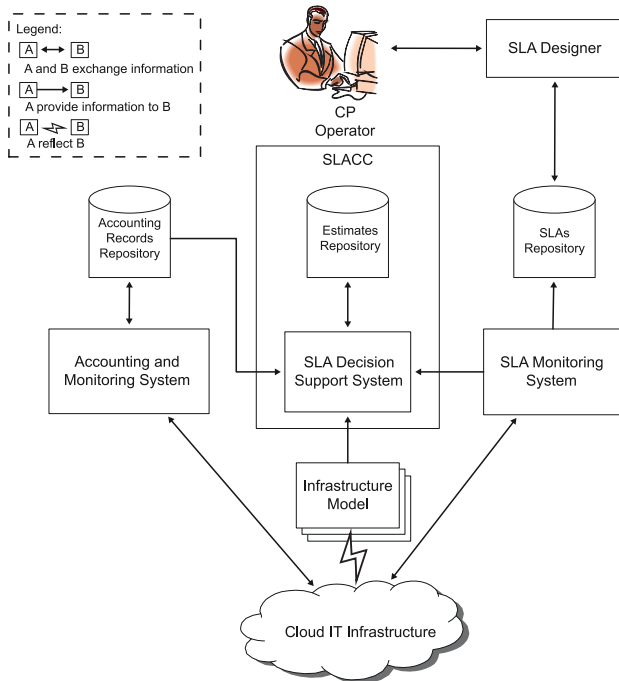 Legend:
A B
A and B exchange information
A B
A provide information to B
A B
A reflect B
CP
Operator
SLA Designer
SLACC
Accounting
Records
Repository
Estimates
Repository
SLAs
Repository
Accounting and
Monitoring System
SLA Decision
Support System
SLA Monitoring
System
Infrastructure
Model
Cloud IT Infrastructure